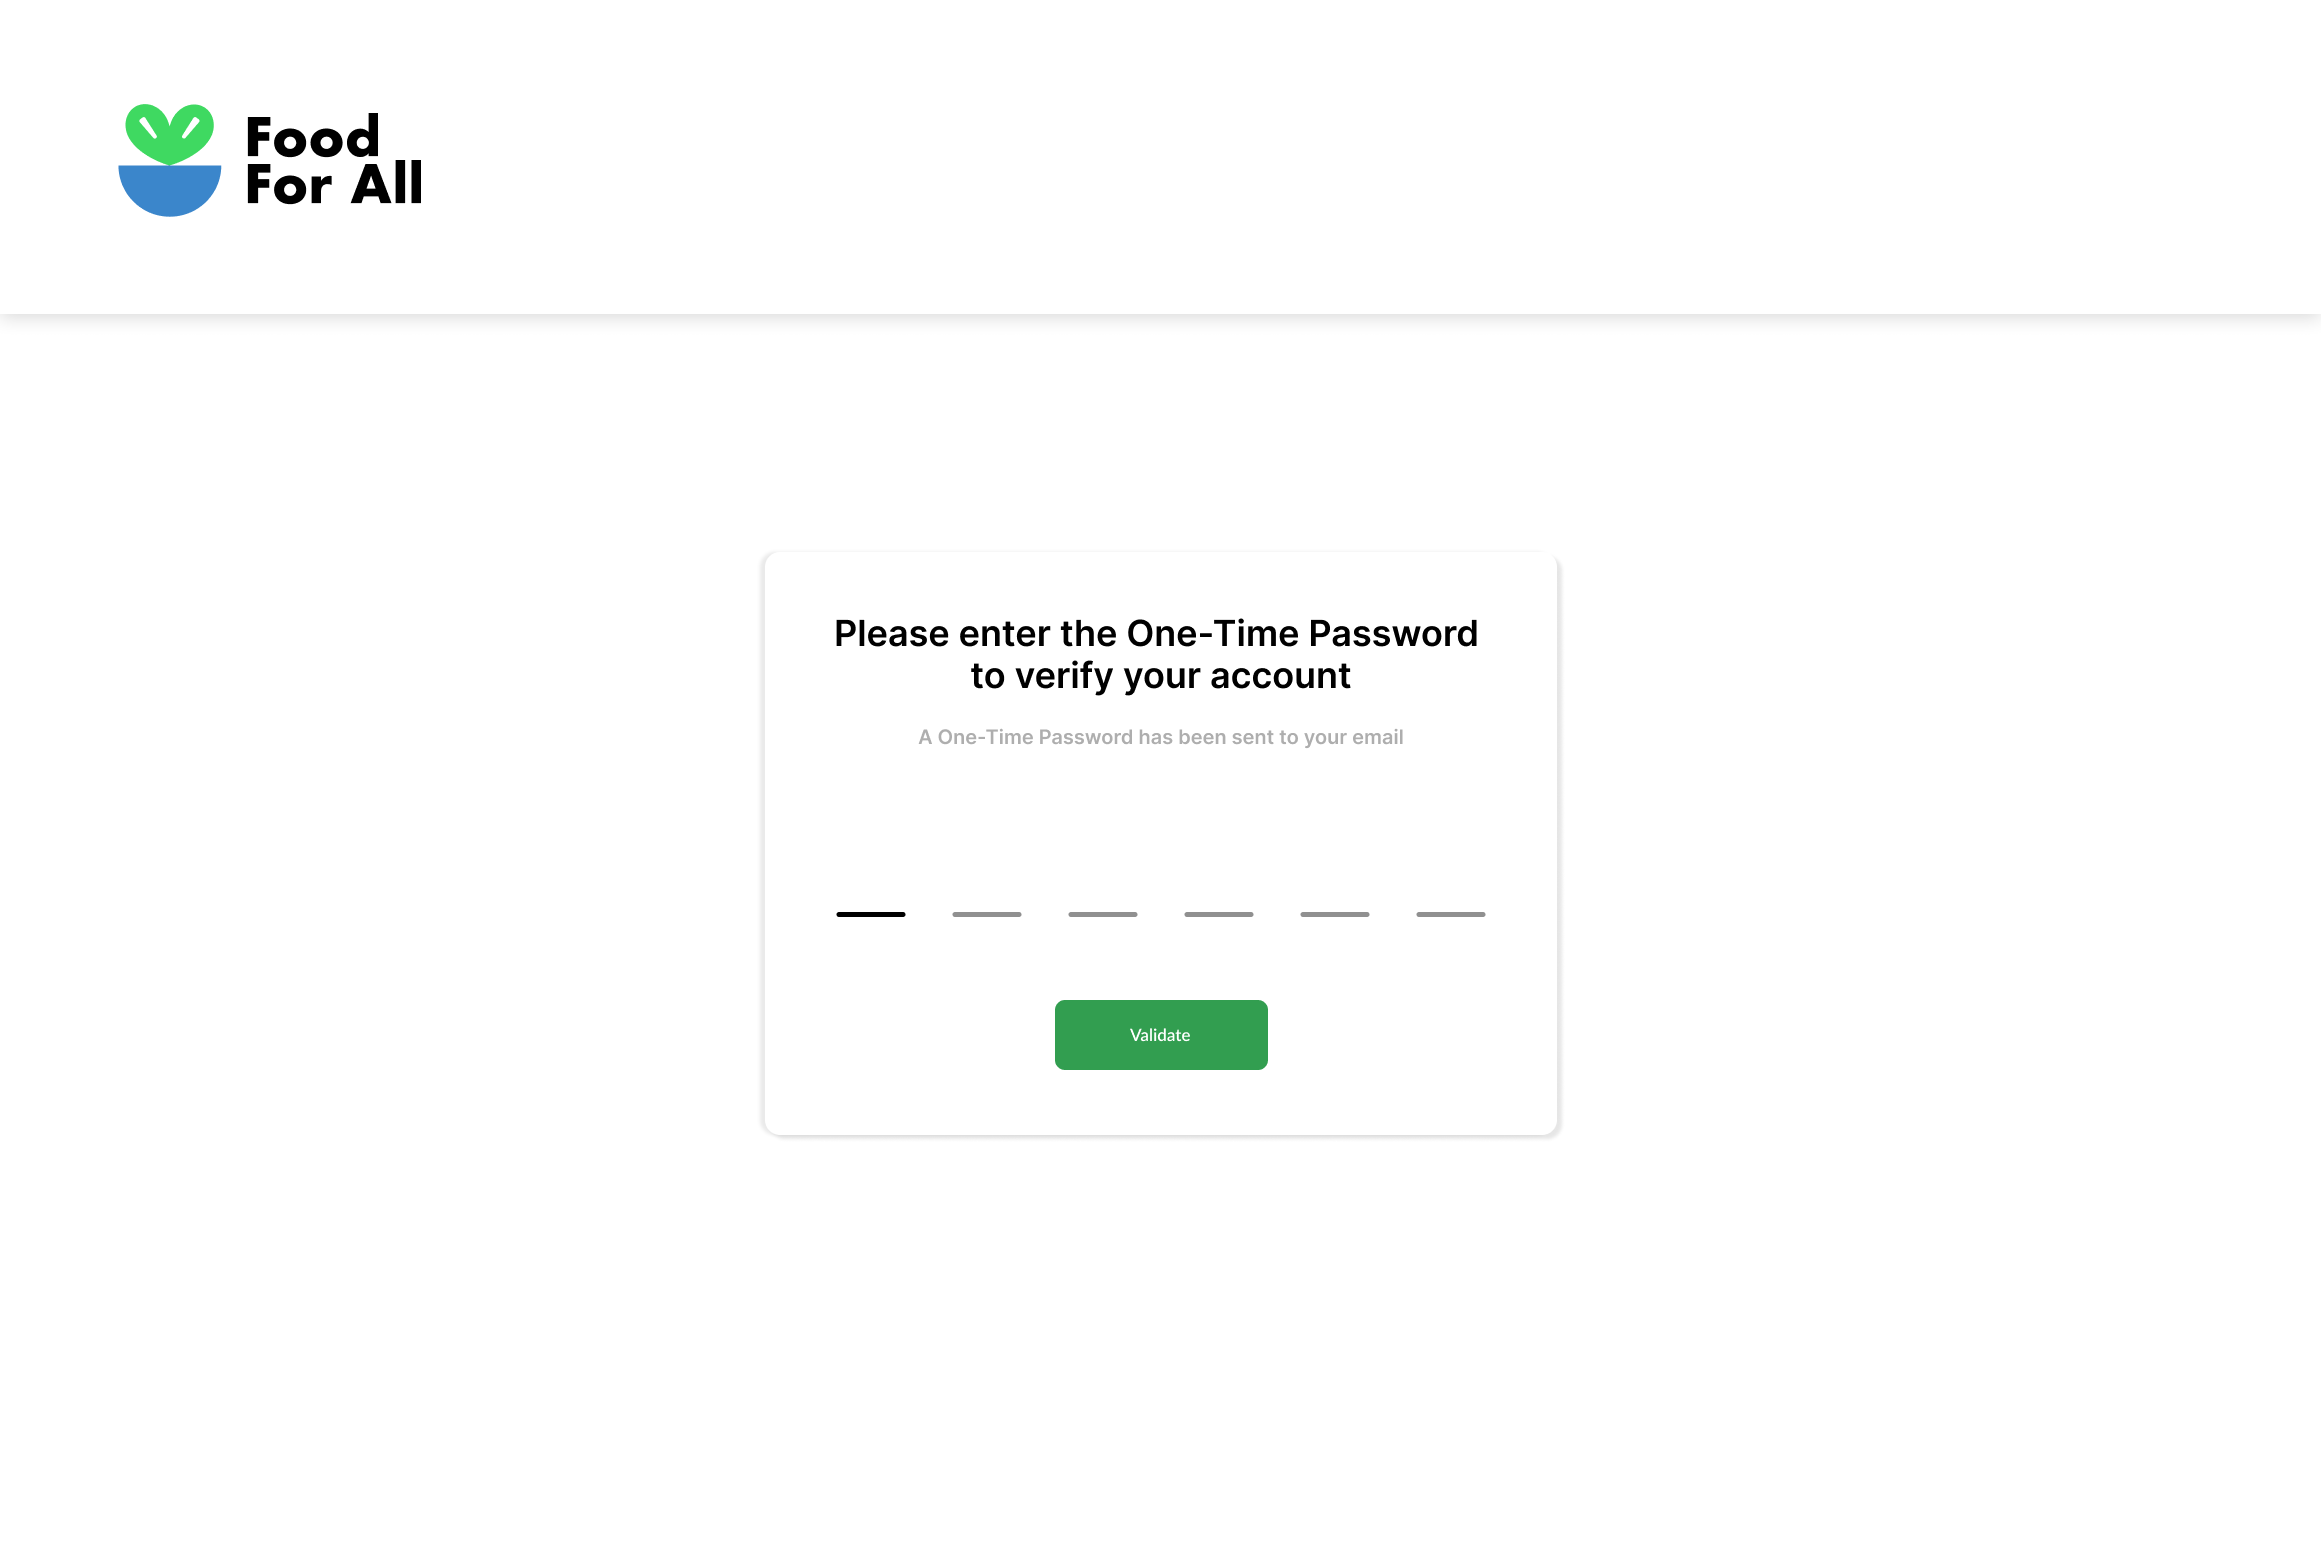 Food
For All
Please enter the One-Time Password
to verify your account
A One-Time Password has been sent to your email
Validate